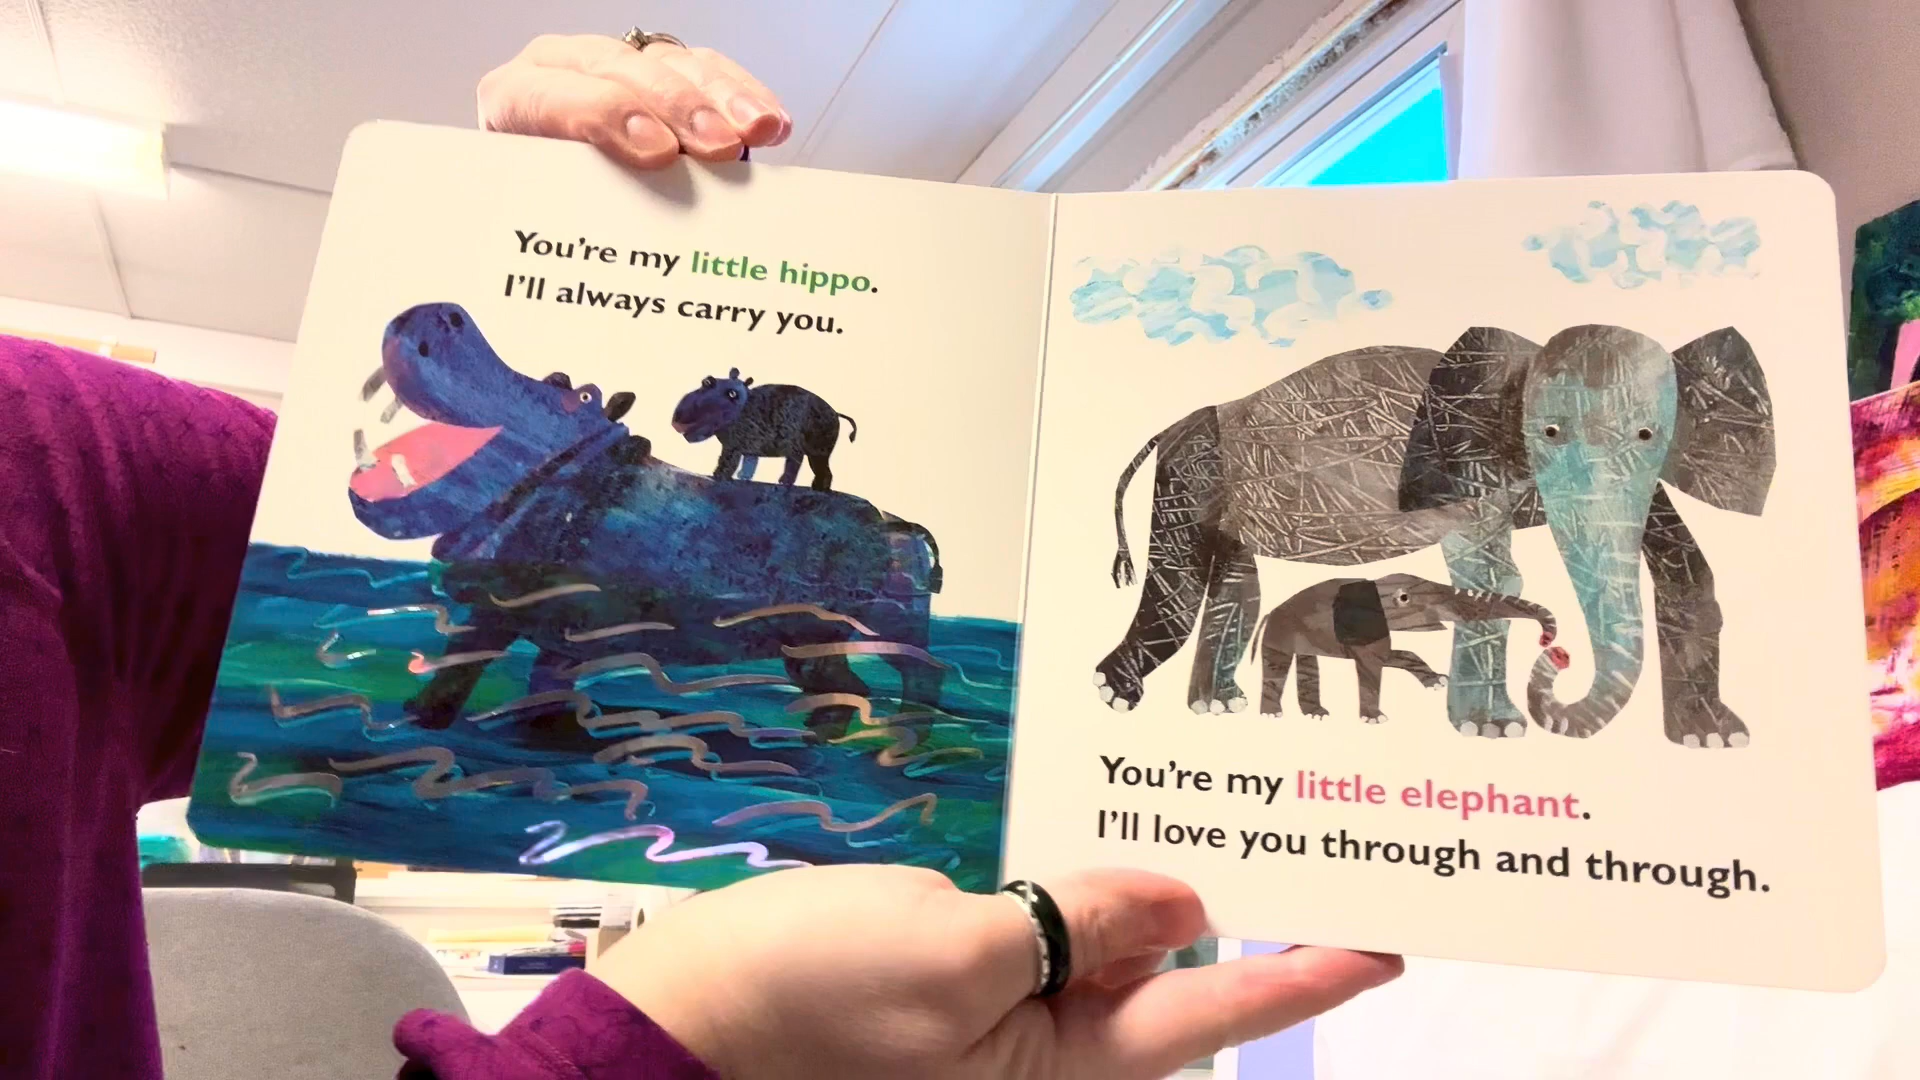 You're my little hippo.
I'll always carry you.
You're my little elephant.
I'll love you through and through.